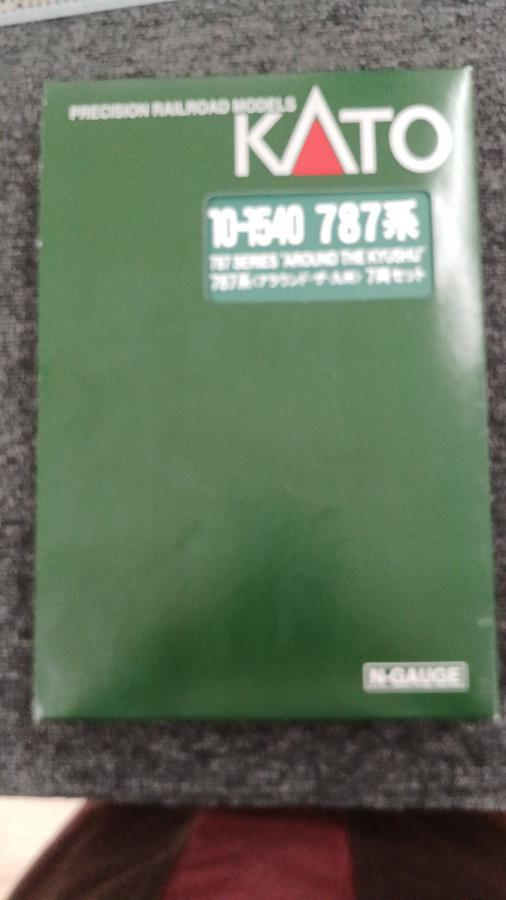 PRECISION RAILROAD MODELS
KATO
10-1540 787系
787 SERIES "AROUND THE KYUSHU"
787系〈アラウンド・ザ・九州〉 7両セット
N-GAUGE